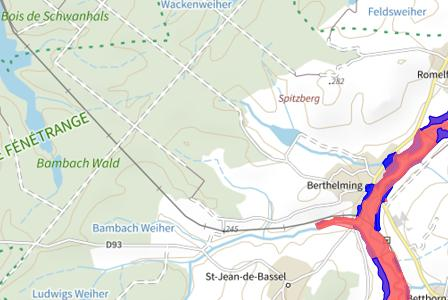 Bois de Schwanhals
Wackenweiher
Feldsweiher
282
Romelf
Spitzberg
FÉNÉTRANGE
Bambach Wald
Berthelming
Bambach Weiher
245
D93
St-Jean-de-Bassel
Ludwigs Weiher